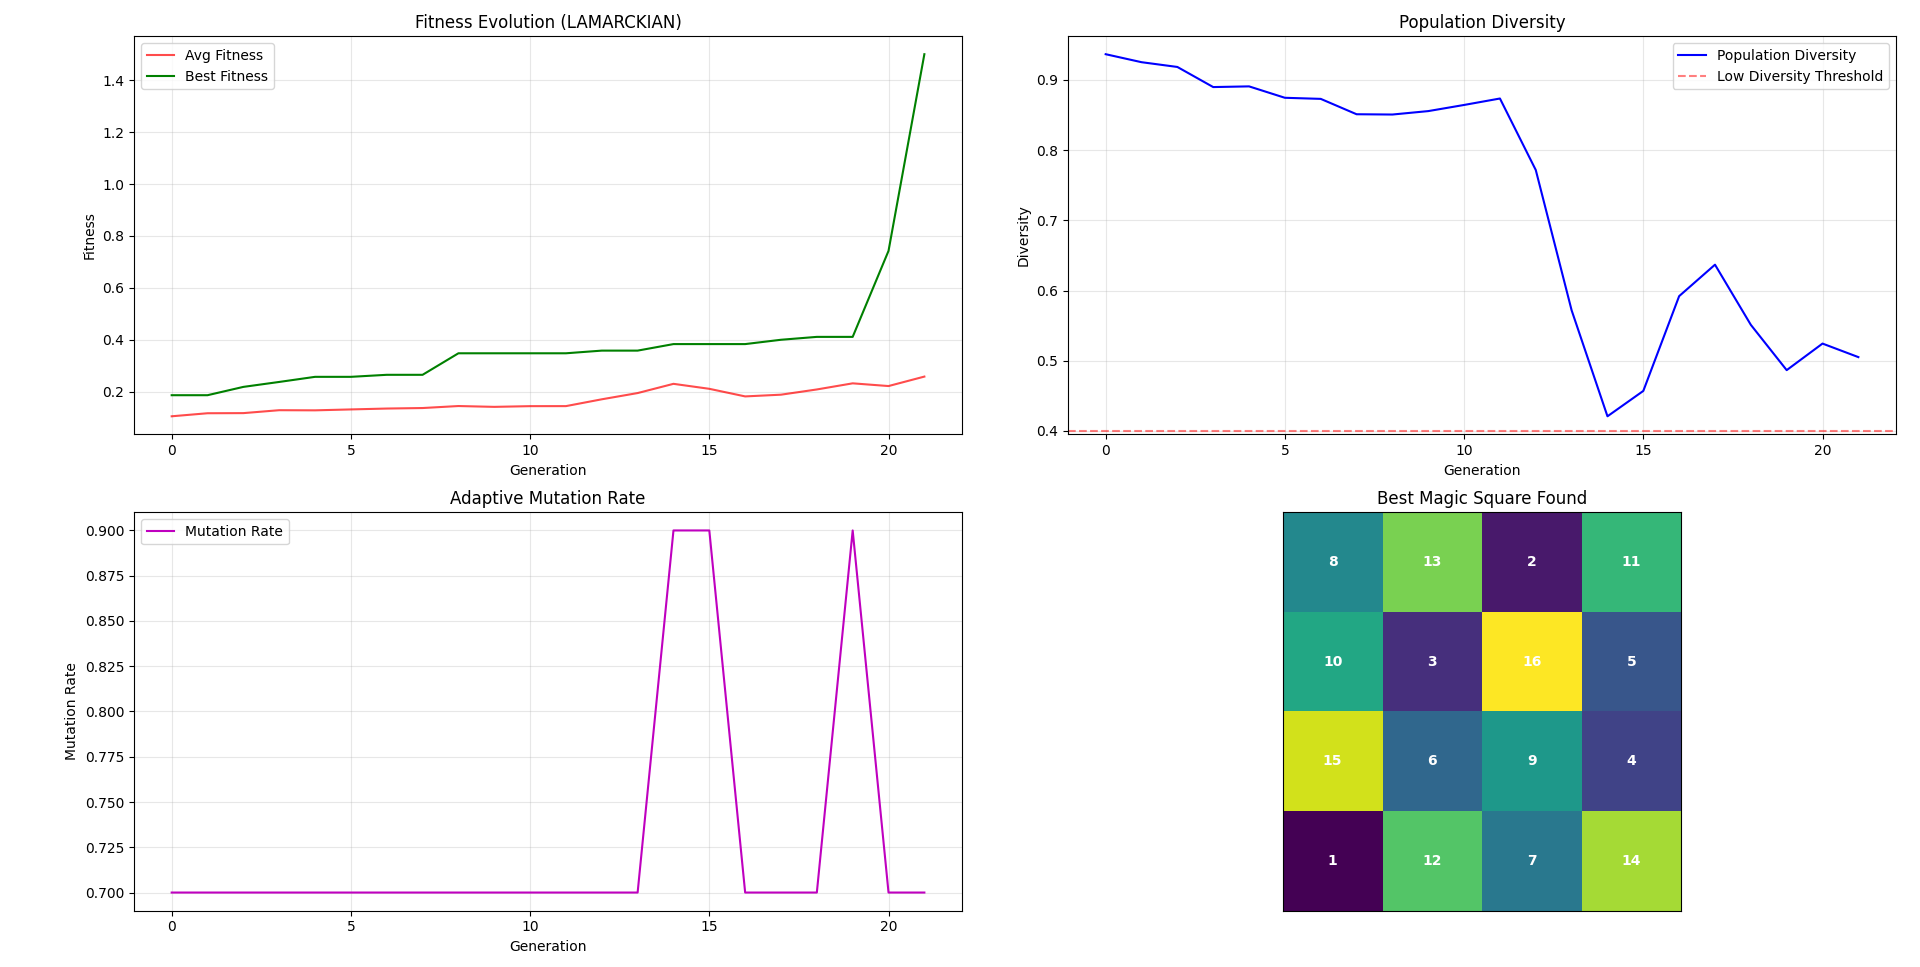 Fitness Evolution (LAMARCKIAN)
Avg Fitness
Best Fitness
Fitness
1.4
1.2
1.0
0.8
0.6
0.4
0.2
0 5 10 15 20
Generation
Population Diversity
Population Diversity
Low Diversity Threshold
Diversity
0.9
0.8
0.7
0.6
0.5
0.4
0 5 10 15 20
Generation
Adaptive Mutation Rate
Mutation Rate
Mutation Rate
0.900
0.875
0.850
0.825
0.800
0.775
0.750
0.725
0.700
0 5 10 15 20
Generation
Best Magic Square Found
8 13 2 11
10 3 16 5
15 6 9 4
1 12 7 14